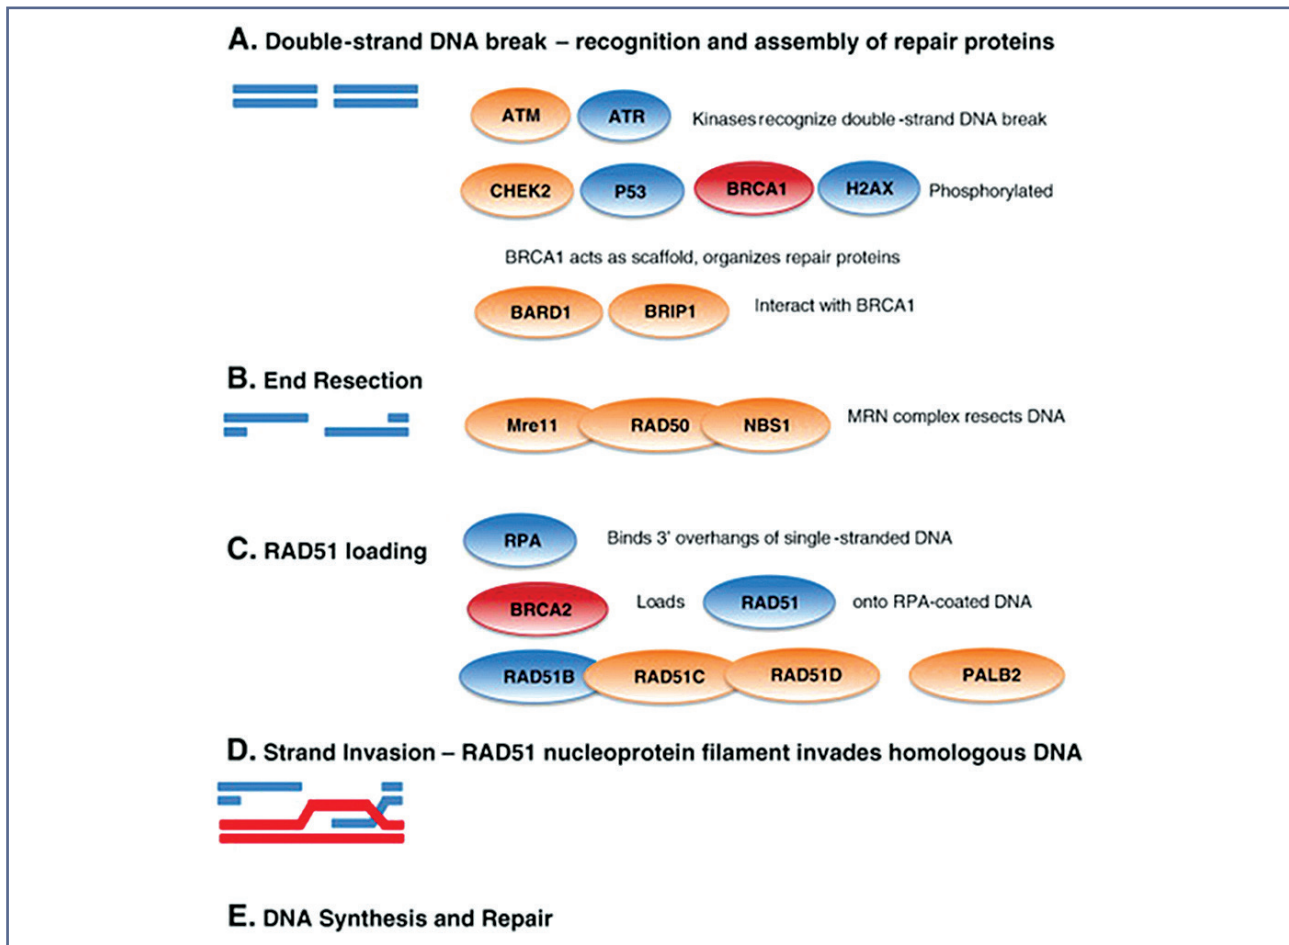 A. Double-strand DNA break – recognition and assembly of repair proteins
ATM ATR Kinases recognize double-strand DNA break
CHEK2 P53 BRCA1 H2AX Phosphorylated
BRCA1 acts as scaffold, organizes repair proteins
BARD1 BRIP1 Interact with BRCA1
B. End Resection
Mre11 RAD50 NBS1 MRN complex resects DNA
C. RAD51 loading
RPA Binds 3' overhangs of single-stranded DNA
BRCA2 Loads RAD51 onto RPA-coated DNA
RAD51B RAD51C RAD51D PALB2
D. Strand Invasion – RAD51 nucleoprotein filament invades homologous DNA
E. DNA Synthesis and Repair